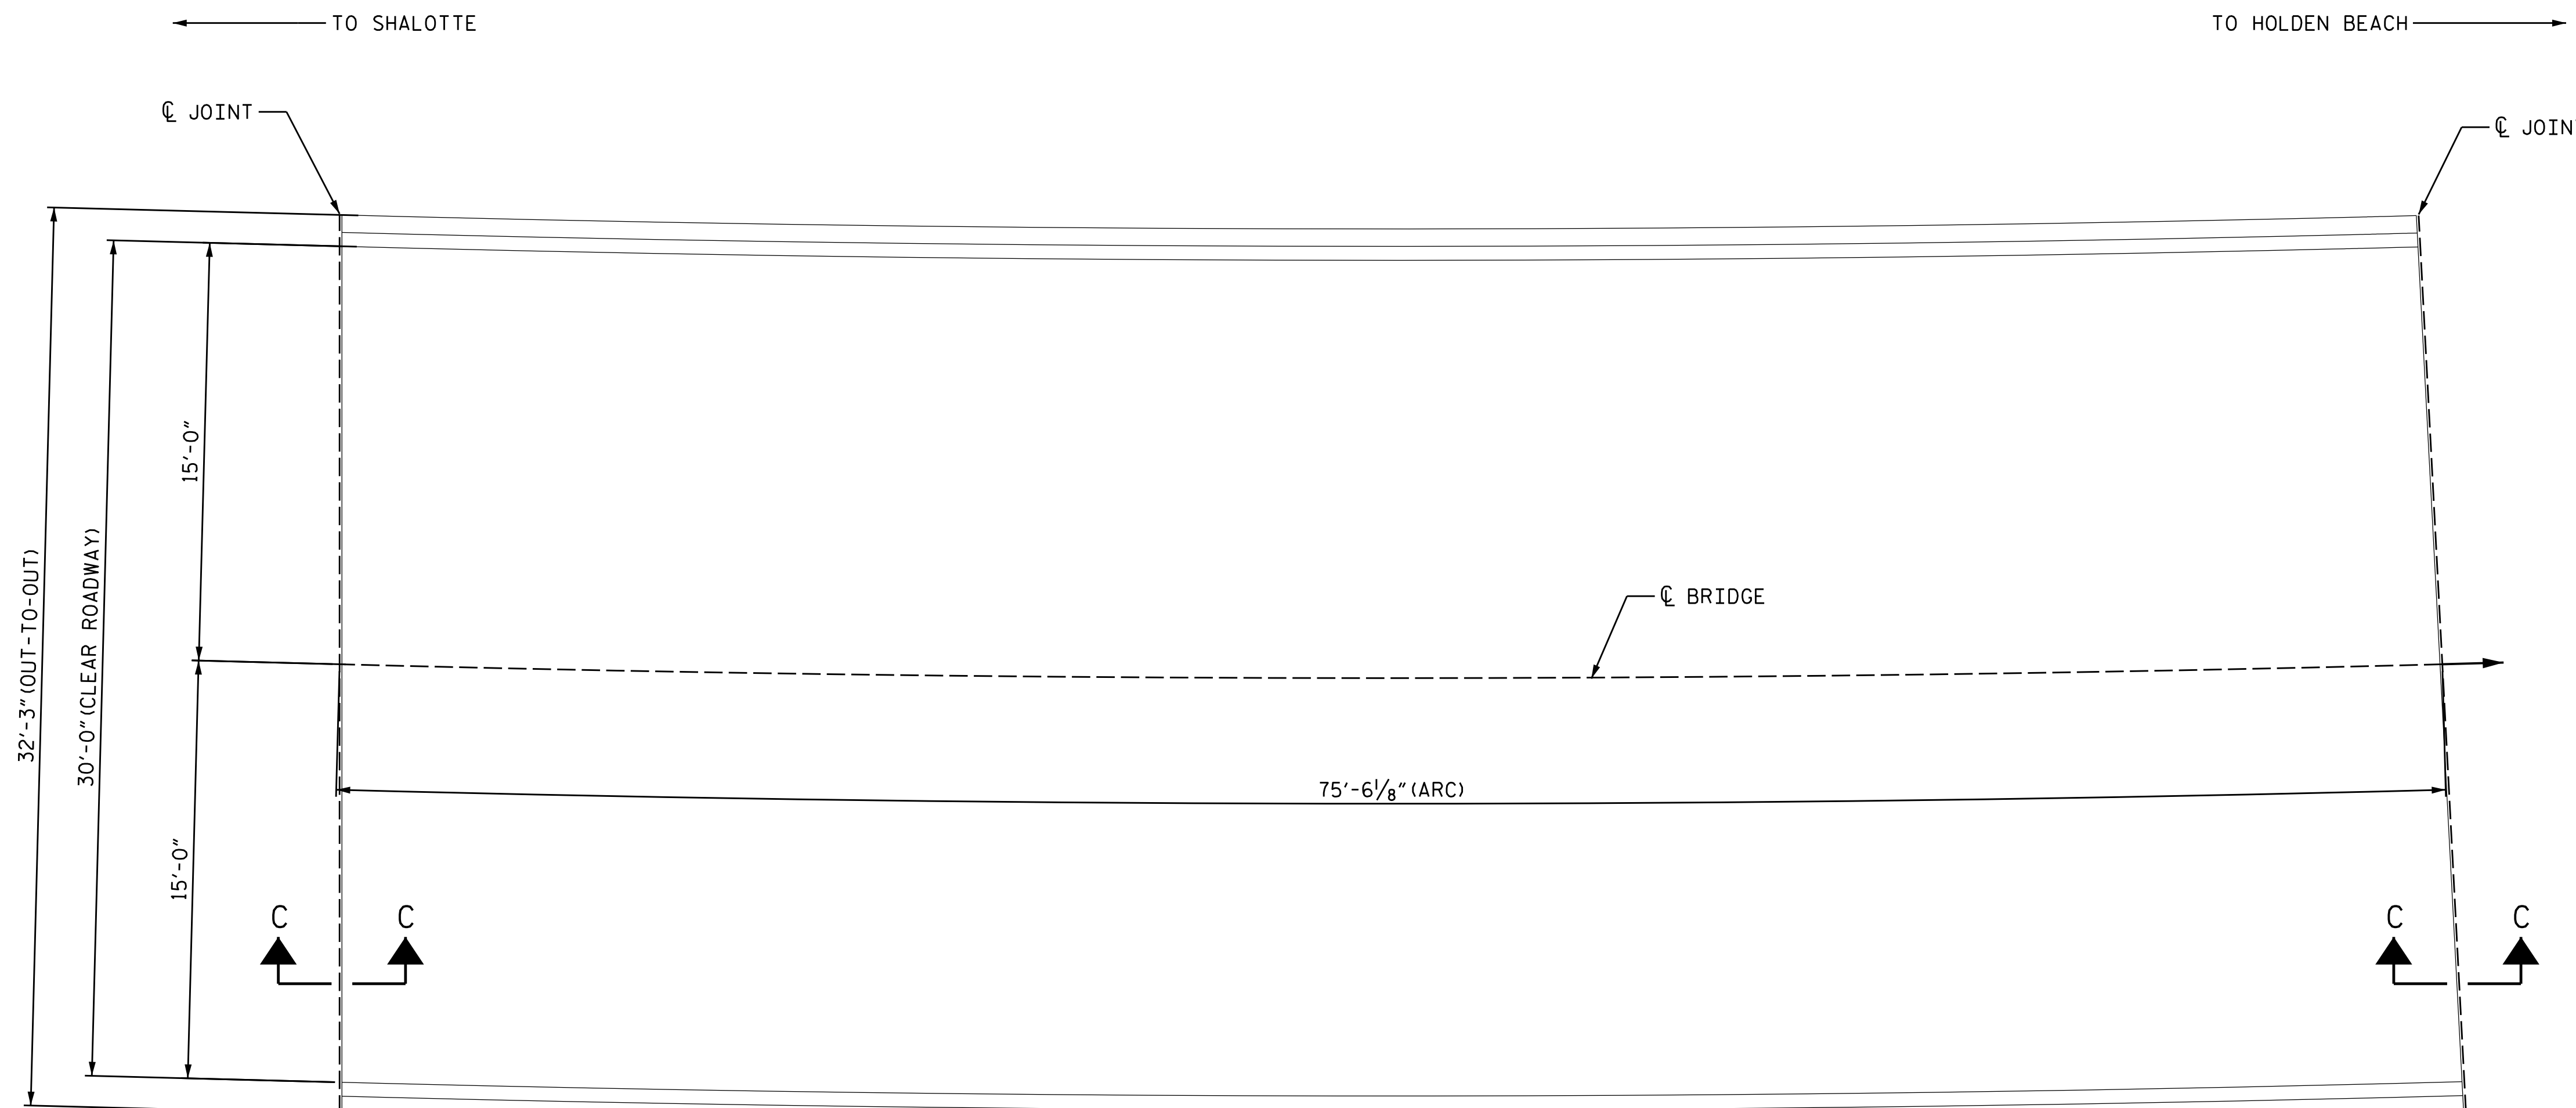 TO SHALOTTE
TO HOLDEN BEACH
℄ JOINT
℄ JOIN
15'-0"
32'-3" (OUT-TO-OUT)
30'-0" (CLEAR ROADWAY)
℄ BRIDGE
75'-6⅛" (ARC)
15'-0"
C C
C C